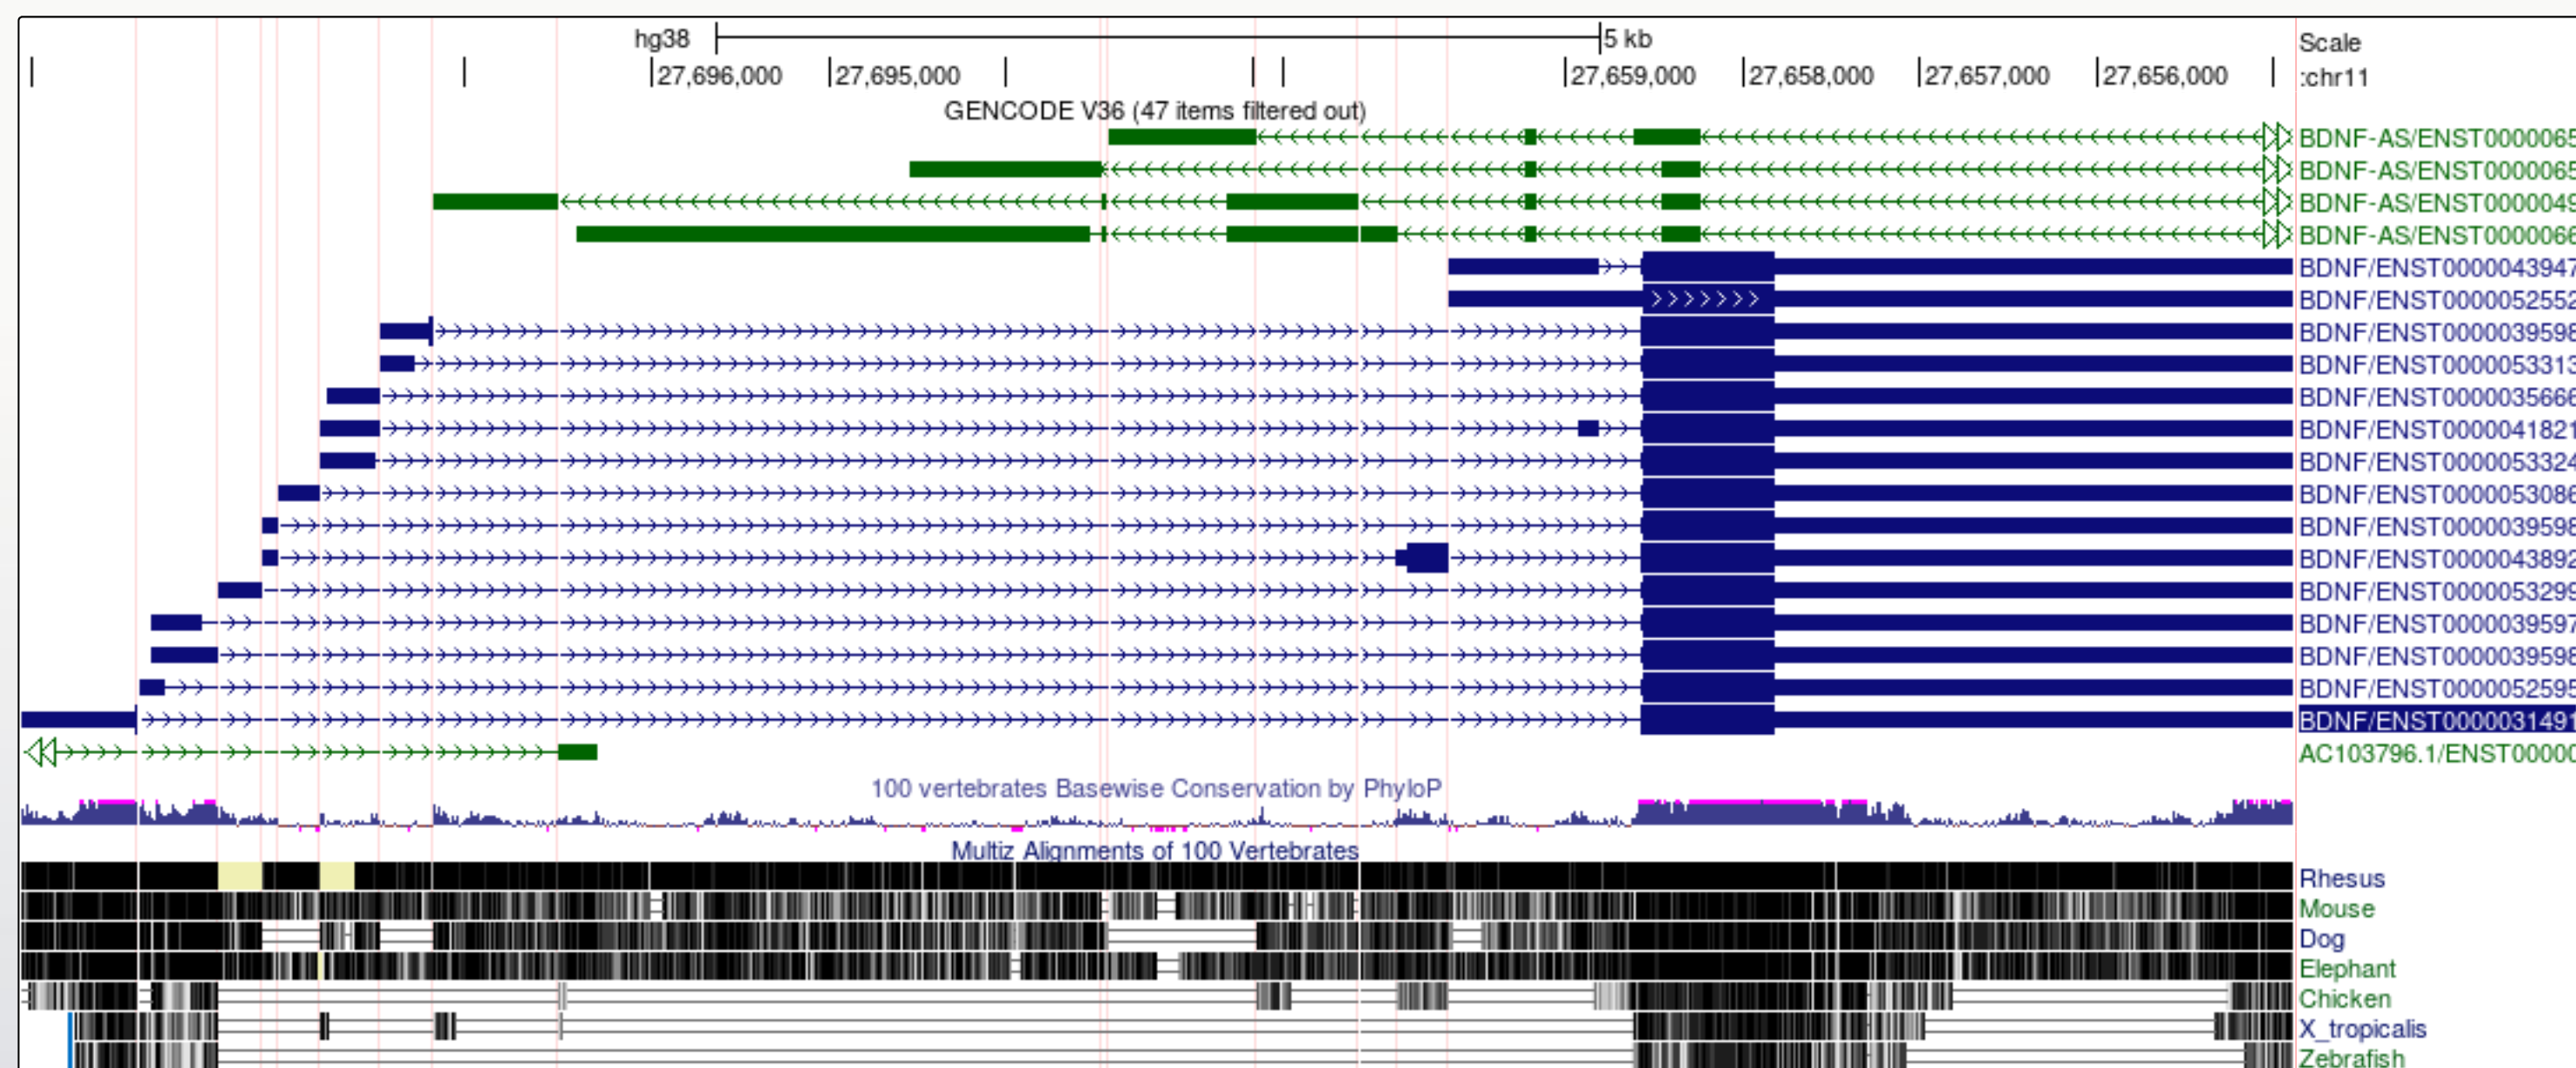 hg38 5 kb Scale
27,696,000 27,695,000 27,659,000 27,658,000 27,657,000 27,656,000 :chr11
GENCODE V36 (47 items filtered out)
BDNF-AS/ENST0000065
BDNF-AS/ENST0000065
BDNF-AS/ENST0000049
BDNF-AS/ENST0000066
BDNF/ENST0000043947
BDNF/ENST0000052552
BDNF/ENST0000039598
BDNF/ENST0000053313
BDNF/ENST0000035666
BDNF/ENST0000041821
BDNF/ENST0000053324
BDNF/ENST0000053086
BDNF/ENST0000039598
BDNF/ENST0000043892
BDNF/ENST0000053299
BDNF/ENST0000039597
BDNF/ENST0000039598
BDNF/ENST0000052595
BDNF/ENST0000031491
AC103796.1/ENST00000
100 vertebrates Basewise Conservation by PhyloP
Multiz Alignments of 100 Vertebrates
Rhesus
Mouse
Dog
Elephant
Chicken
X_tropicalis
Zebrafish